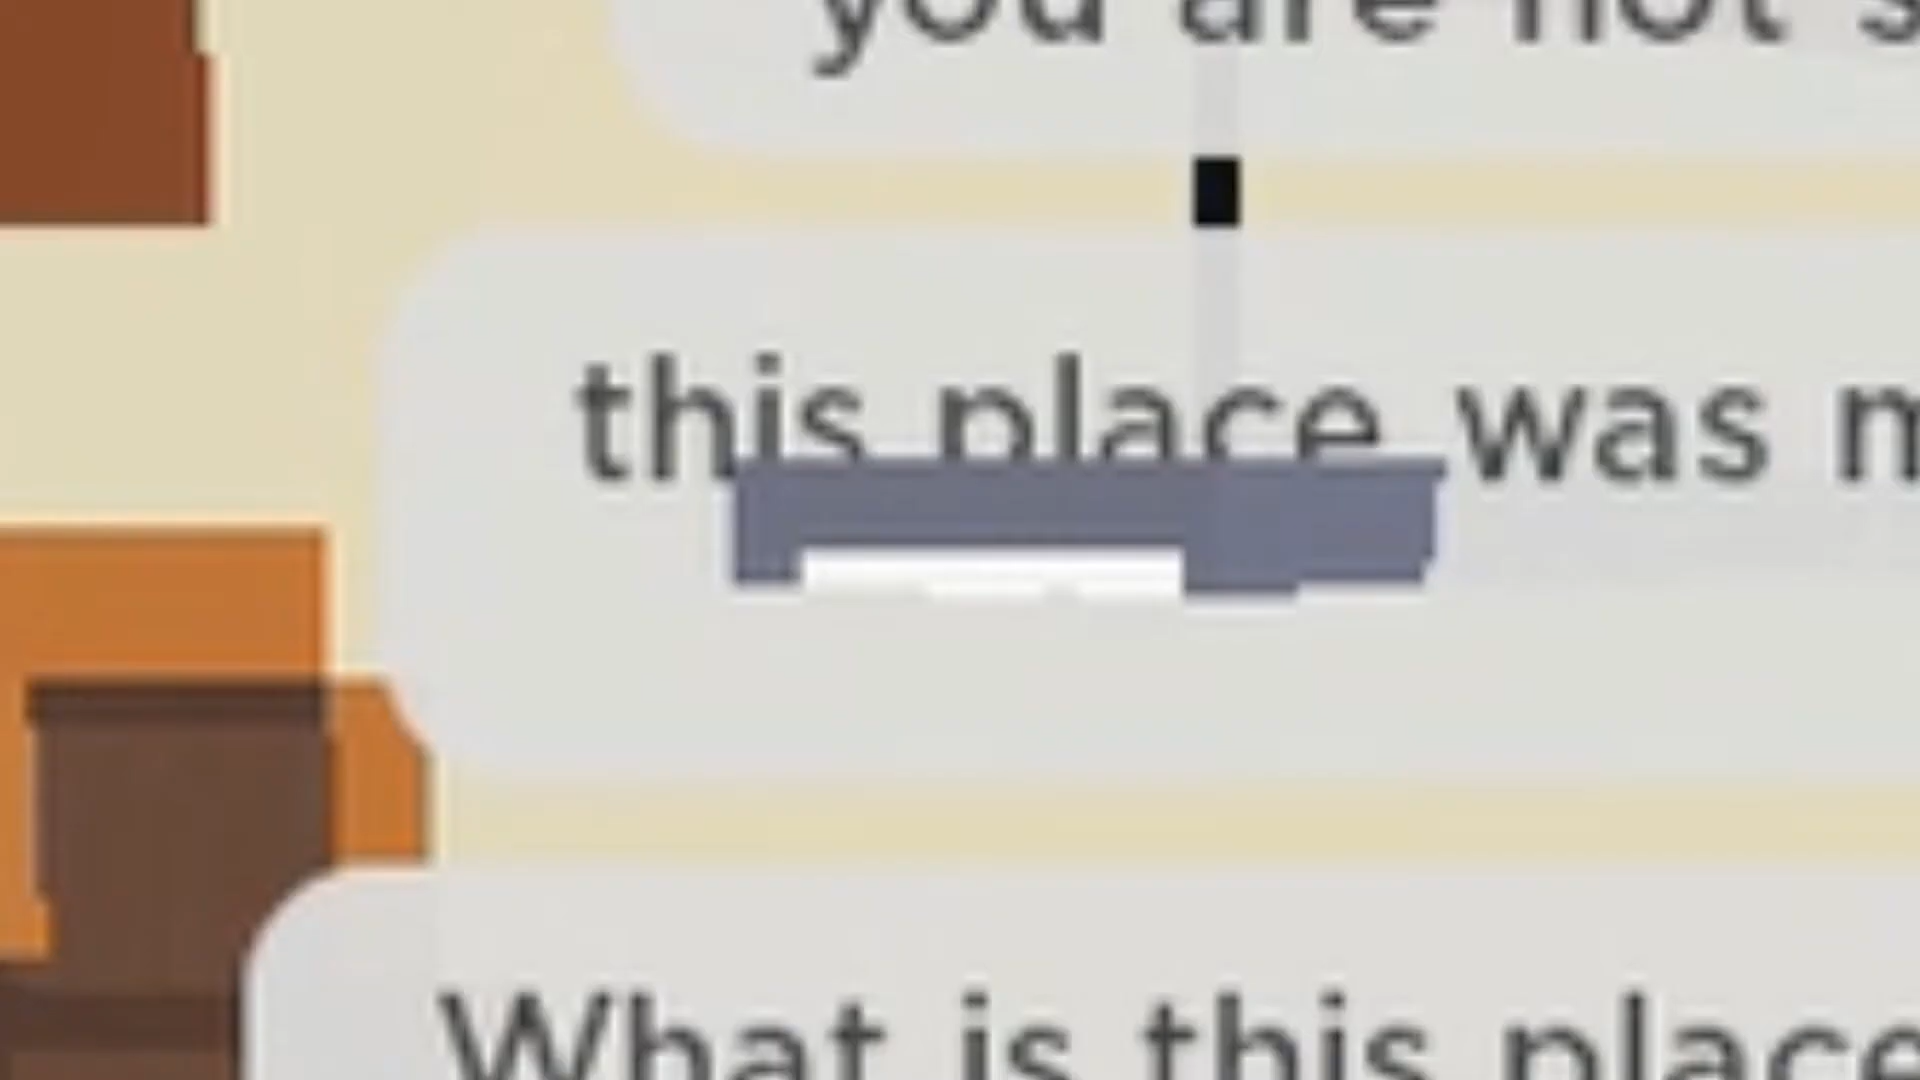 you are not
this place was
What is this place